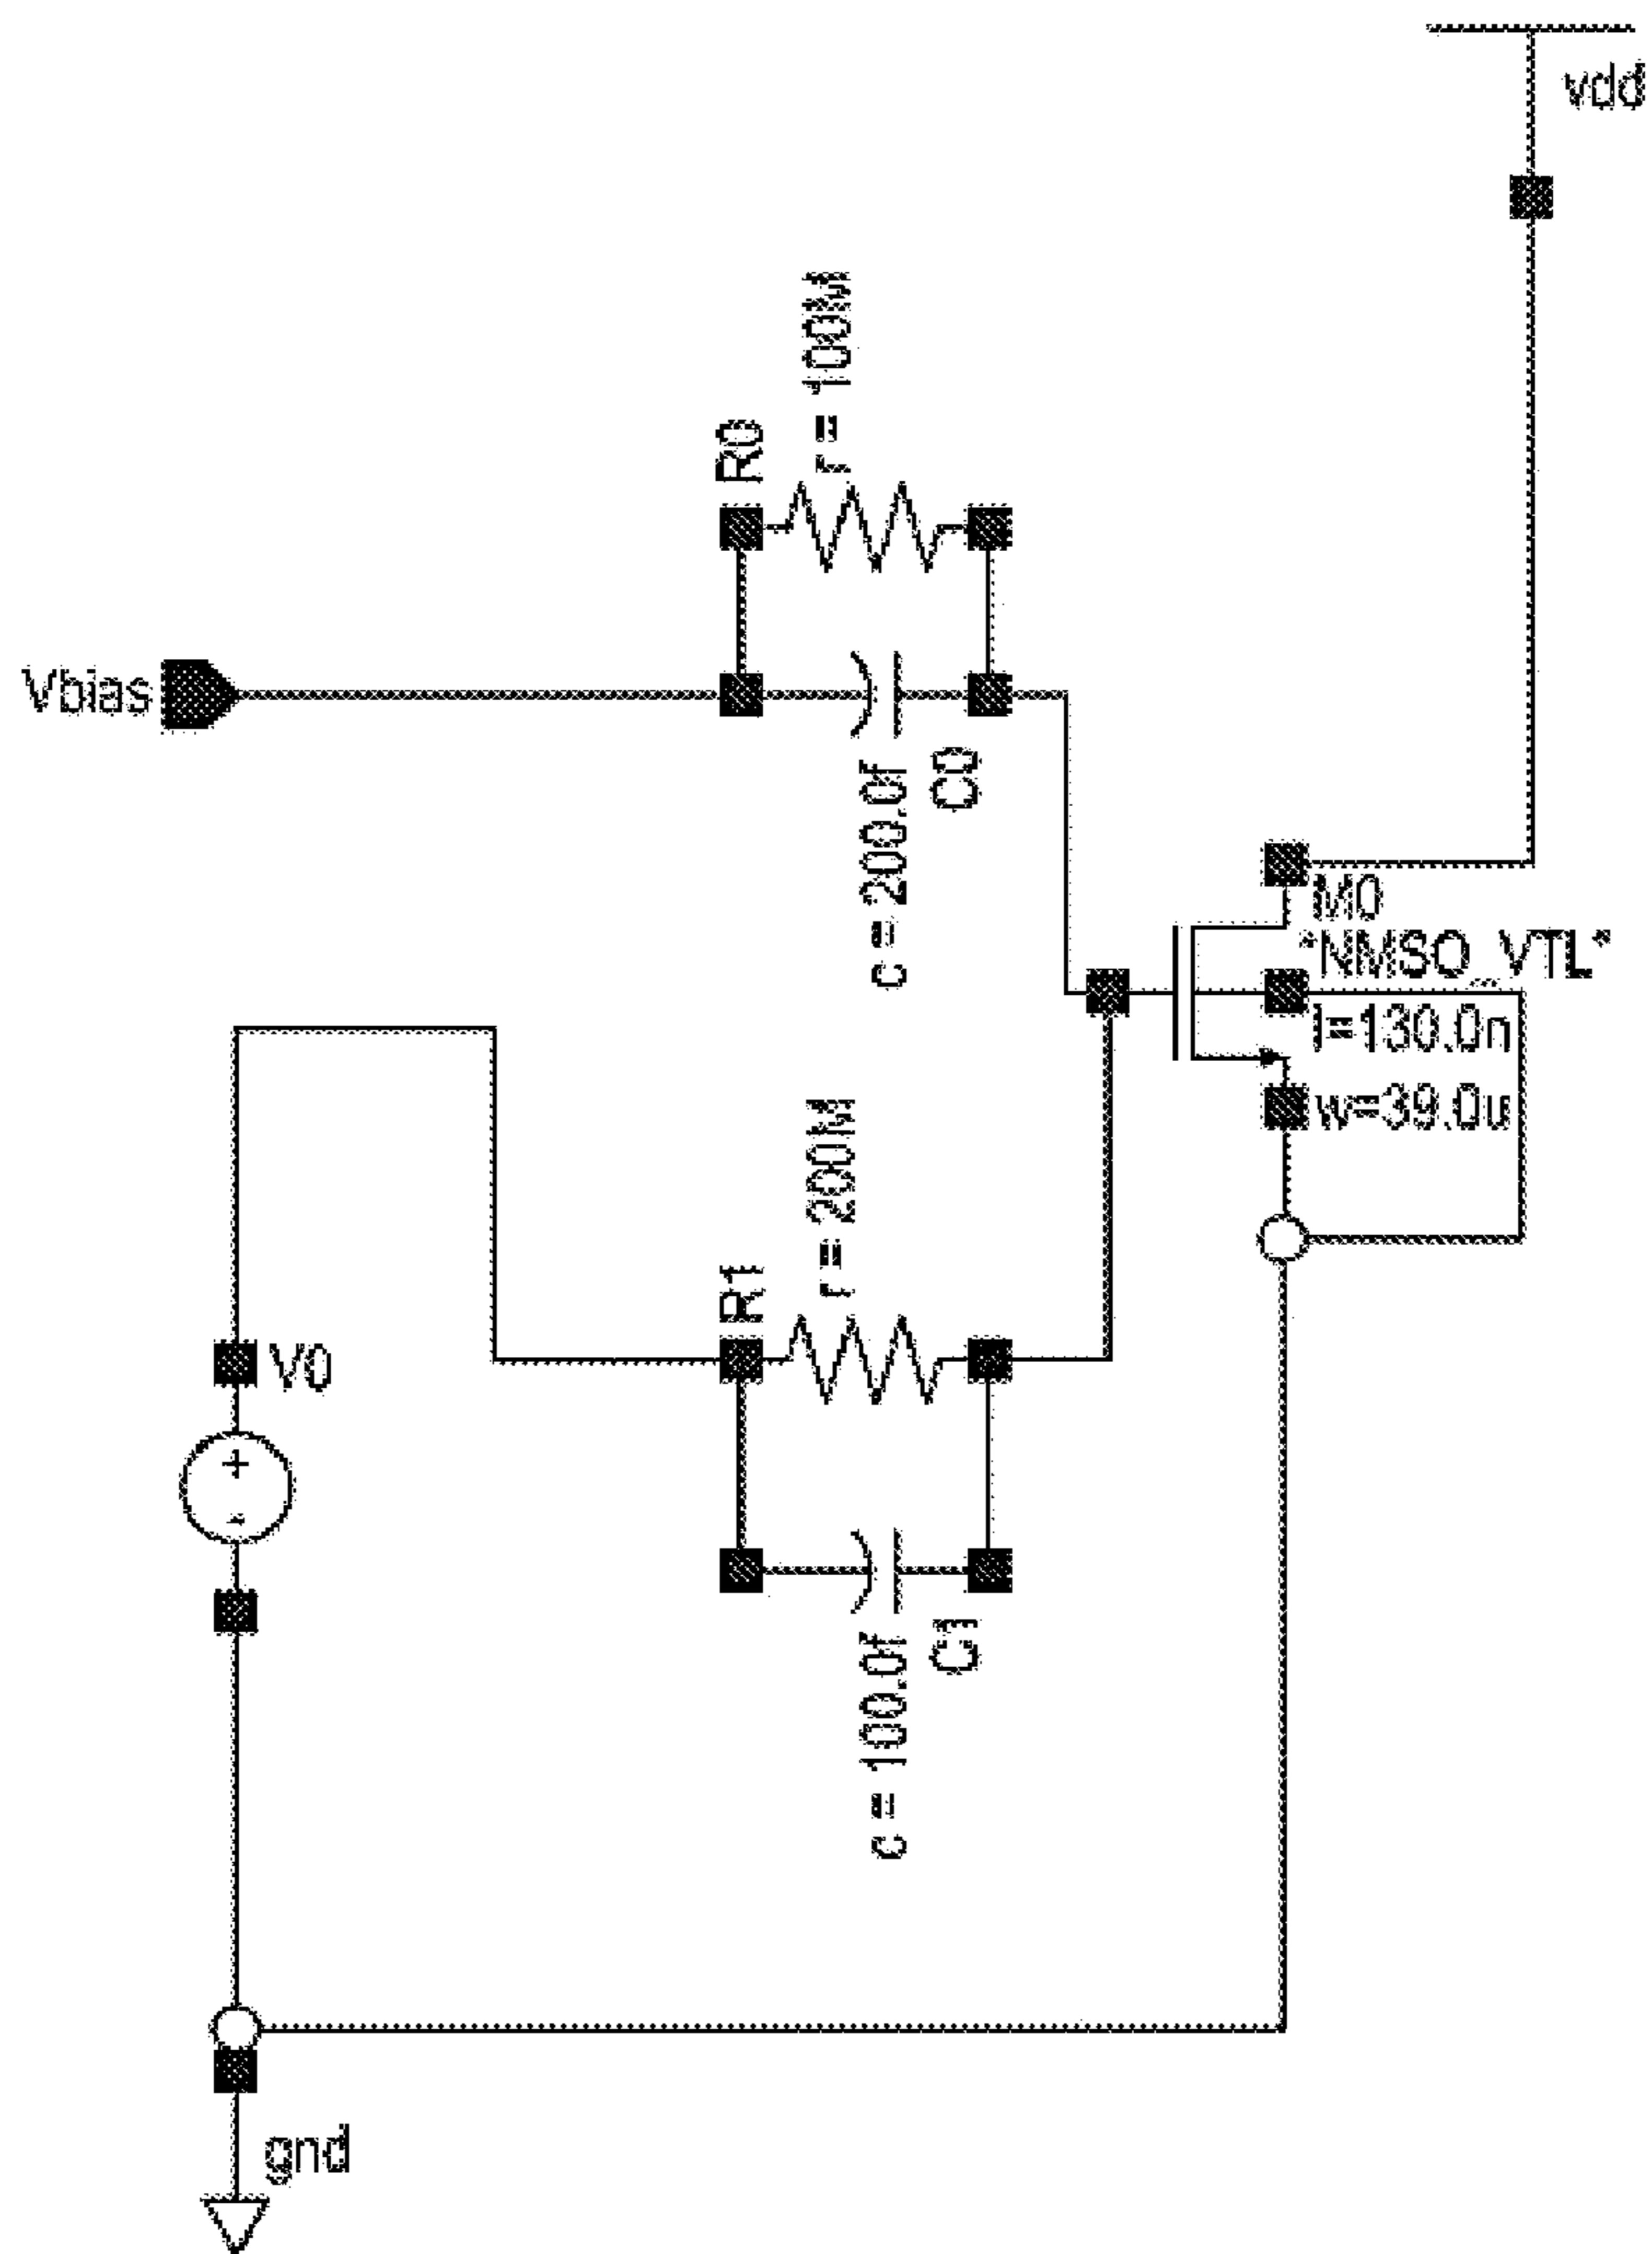 vdd
R0
r = 100M
Vbias
c = 200.0f
C0
M0
"NMSO_VTL"
l=130.0n
w=39.0u
R1
r = 200M
V0
+
-
c = 100.0f
C1
gnd